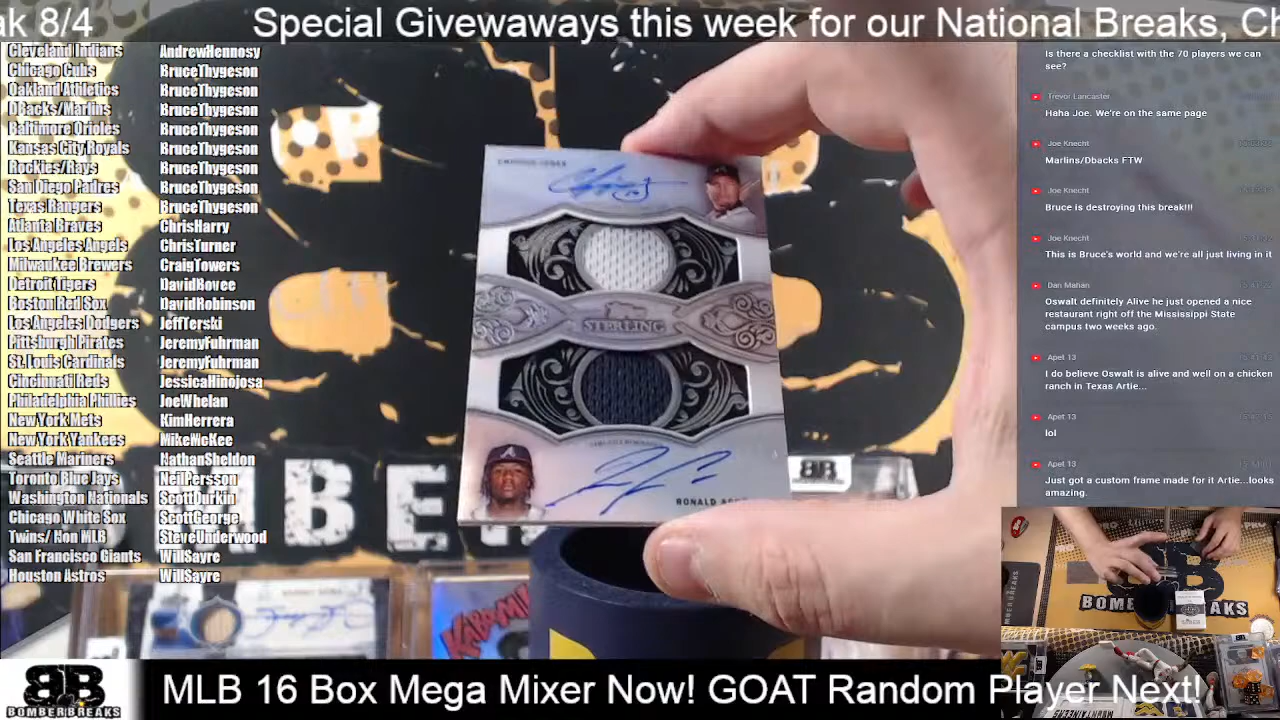 ak 8/4
Special Givewaways this week for our National Breaks, Ch
Cleveland Indians AndrewHennosy
Chicago Cubs BruceThygeson
Oakland Athletics BruceThygeson
DBacks/Marlins BruceThygeson
Baltimore Orioles BruceThygeson
Kansas City Royals BruceThygeson
Rockies/Rays BruceThygeson
San Diego Padres BruceThygeson
Texas Rangers BruceThygeson
Atlanta Braves ChrisHarry
Los Angeles Angels ChrisTurner
Milwaukee Brewers CraigTowers
Detroit Tigers DavidBovee
Boston Red Sox DavidRobinson
Los Angeles Dodgers JeffTerski
Pittsburgh Pirates JeremyFuhrman
St. Louis Cardinals JeremyFuhrman
Cincinnati Reds JessicaHinojosa
Philadelphia Phillies JoeWhelan
New York Mets KimHerrera
New York Yankees MikeMcKee
Seattle Mariners NathanSheldon
Toronto Blue Jays NeilPersson
Washington Nationals ScottDurkin
Chicago White Sox ScottGeorge
Twins/ Non MLB SteveUnderwood
San Francisco Giants WillSayre
Houston Astros WillSayre
STERLING
RONALD
Is there a checklist with the 70 players we can
see?
Trevor Lancaster
Haha Joe. We're on the same page
Joe Knecht
Marlins/Dbacks FTW
Joe Knecht
Bruce is destroying this break!!!
Joe Knecht
This is Bruce's world and we're all just living in it
Dan Mahan
Oswalt definitely Alive he just opened a nice
restaurant right off the Mississippi State
campus two weeks ago.
Apet 13
I do believe Oswalt is alive and well on a chicken
ranch in Texas Artie...
Apet 13
lol
Apet 13
Just got a custom frame made for it Artie...looks
amazing.
BOMBER BREAKS
BB
BOMBERBREAKS
MLB 16 Box Mega Mixer Now! GOAT Random Player Next!